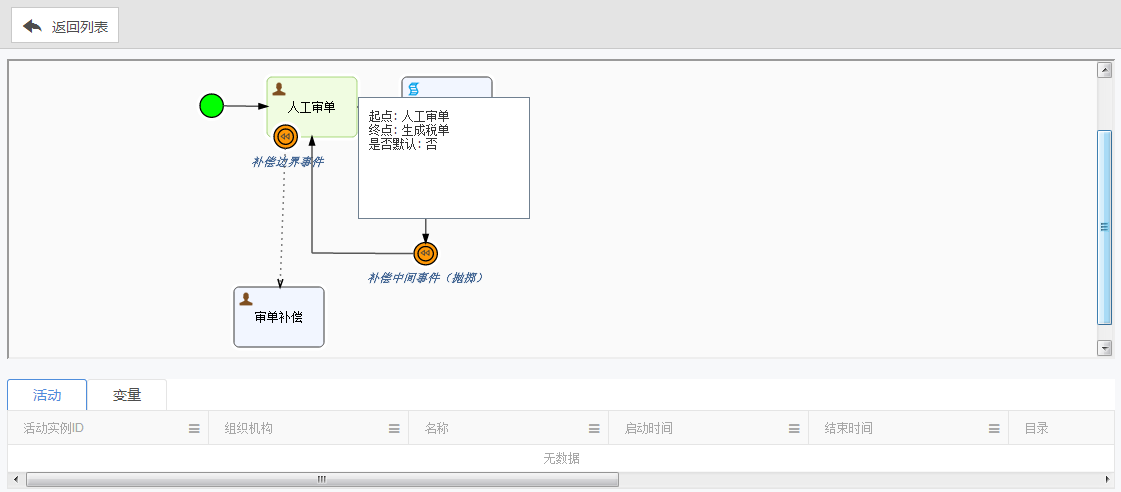 返回列表
人工审单
起点: 人工审单
终点: 生成税单
是否默认: 否
补偿边界事件
补偿中间事件（抛掷）
审单补偿
活动
变量
活动实例ID
组织机构
名称
启动时间
结束时间
目录
无数据